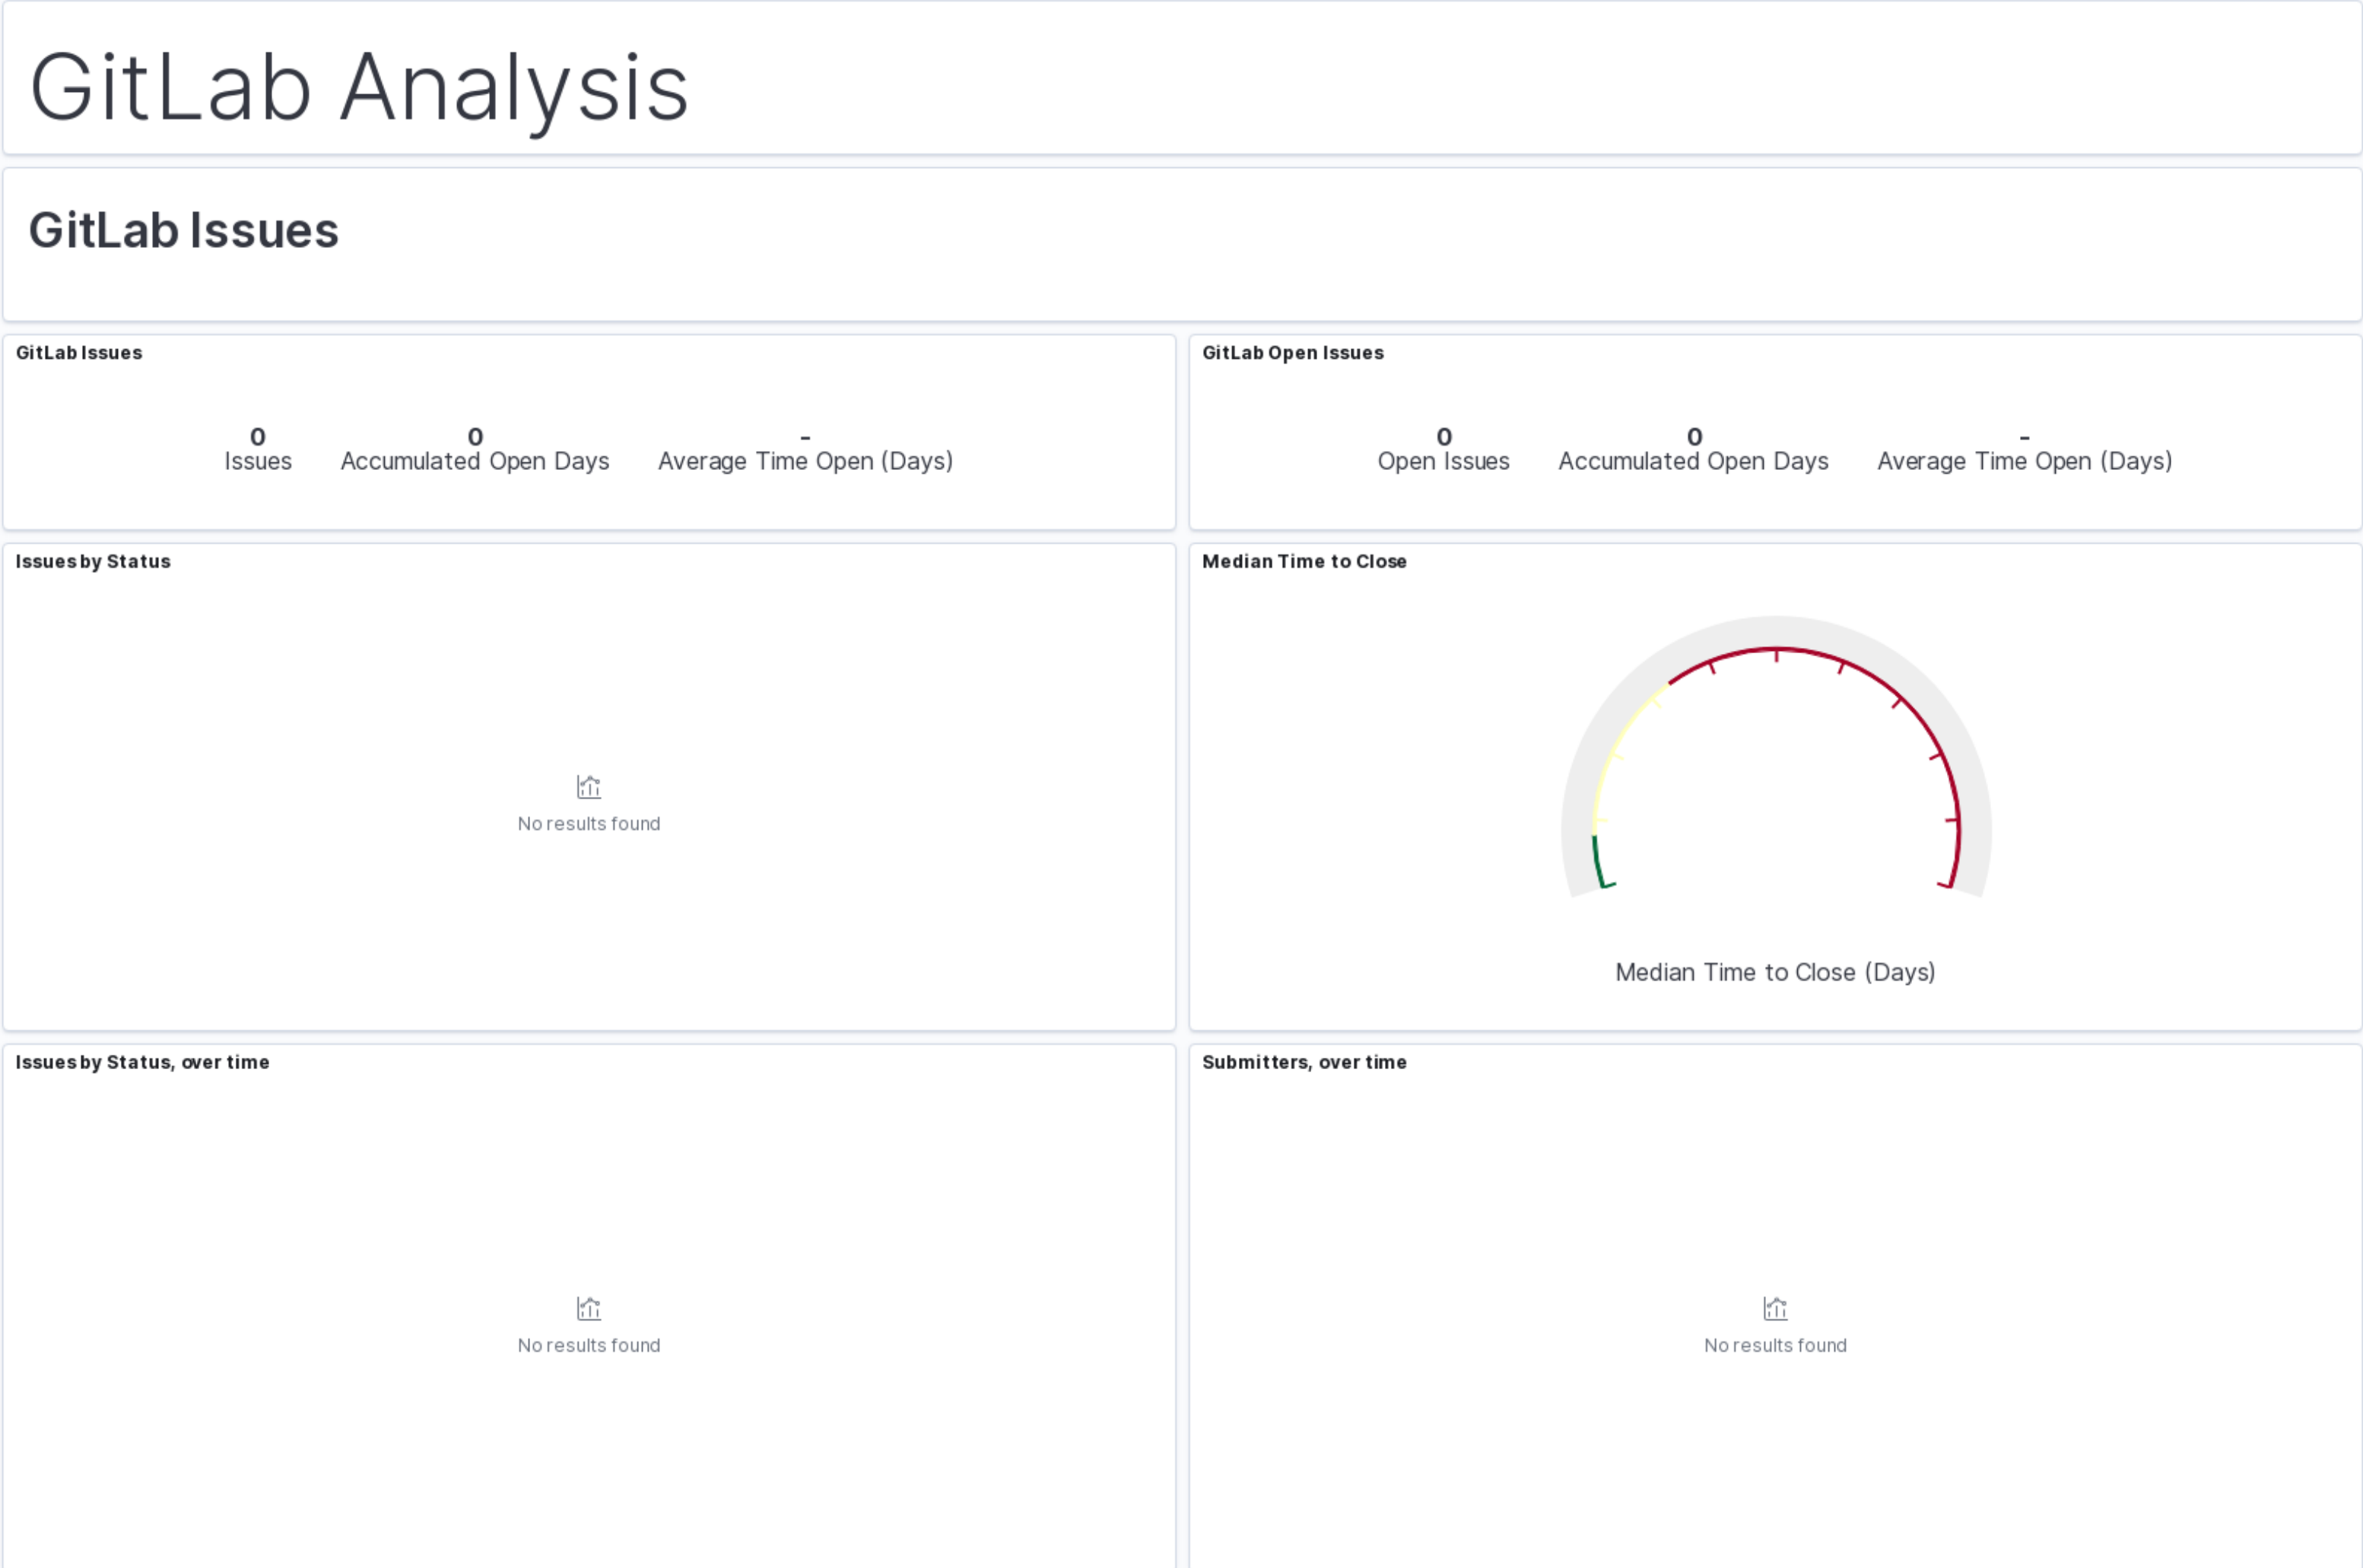 GitLab Analysis
GitLab Issues
GitLab Issues
0
Issues
0
Accumulated Open Days
-
Average Time Open (Days)
GitLab Open Issues
0
Open Issues
0
Accumulated Open Days
-
Average Time Open (Days)
Issues by Status
No results found
Median Time to Close
Median Time to Close (Days)
Issues by Status, over time
No results found
Submitters, over time
No results found